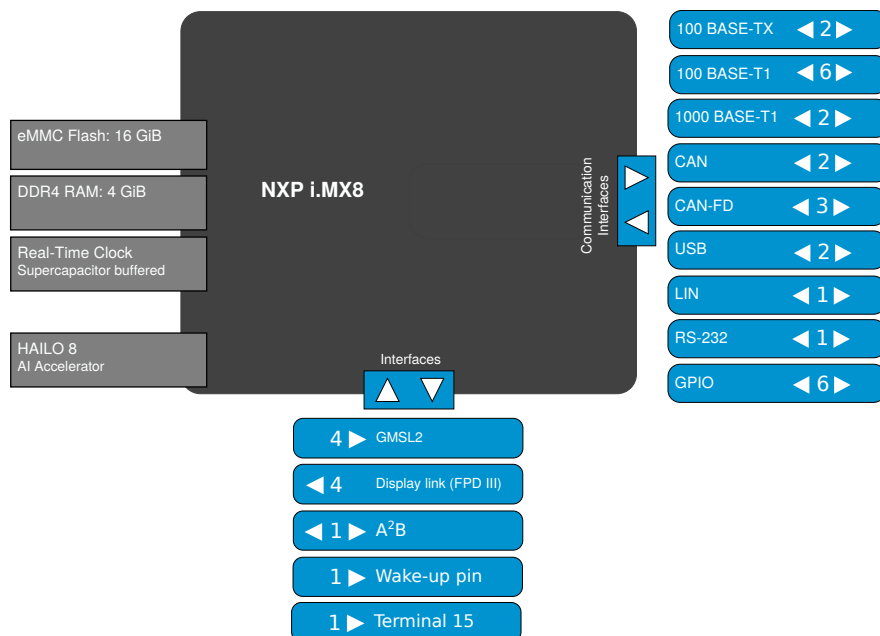 eMMC Flash: 16 GiB
DDR4 RAM: 4 GiB
Real-Time Clock
Supercapacitor buffered
HAILO 8
AI Accelerator
NXP i.MX8
Communication
Interfaces
Interfaces
100 BASE-TX 2
100 BASE-T1 6
1000 BASE-T1 2
CAN 2
CAN-FD 3
USB 2
LIN 1
RS-232 1
GPIO 6
4 GMSL2
4 Display link (FPD III)
1 A²B
1 Wake-up pin
1 Terminal 15